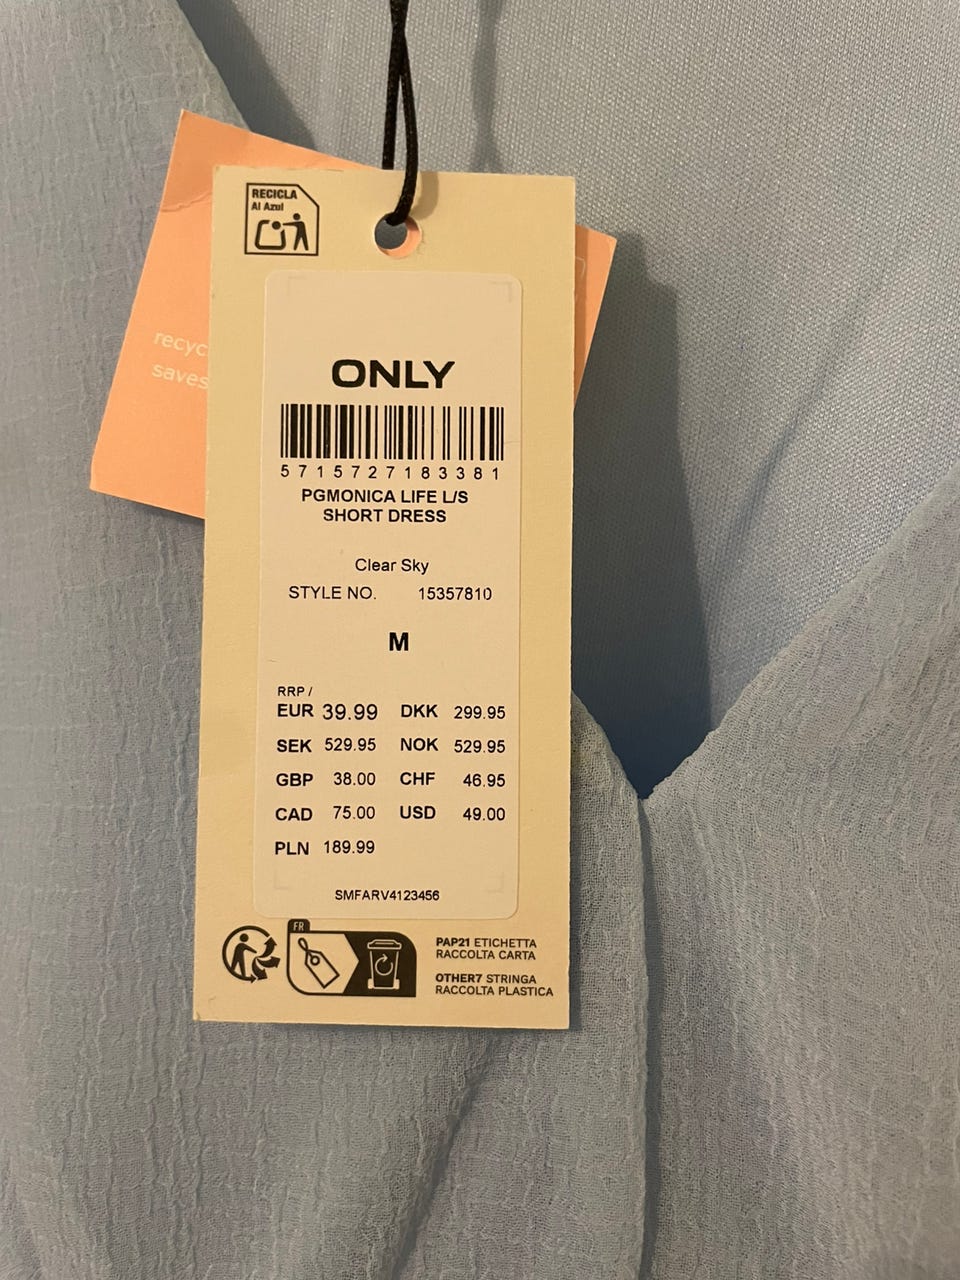 RECICLA
Al Azul
recyc
saves
ONLY
5715727183381
PGMONICA LIFE L/S
SHORT DRESS
Clear Sky
STYLE NO. 15357810
M
RRP /
EUR 39.99 DKK 299.95
SEK 529.95 NOK 529.95
GBP 38.00 CHF 46.95
CAD 75.00 USD 49.00
PLN 189.99
SMFARV4123456
FR
PAP21 ETICHETTA
RACCOLTA CARTA
OTHER7 STRINGA
RACCOLTA PLASTICA